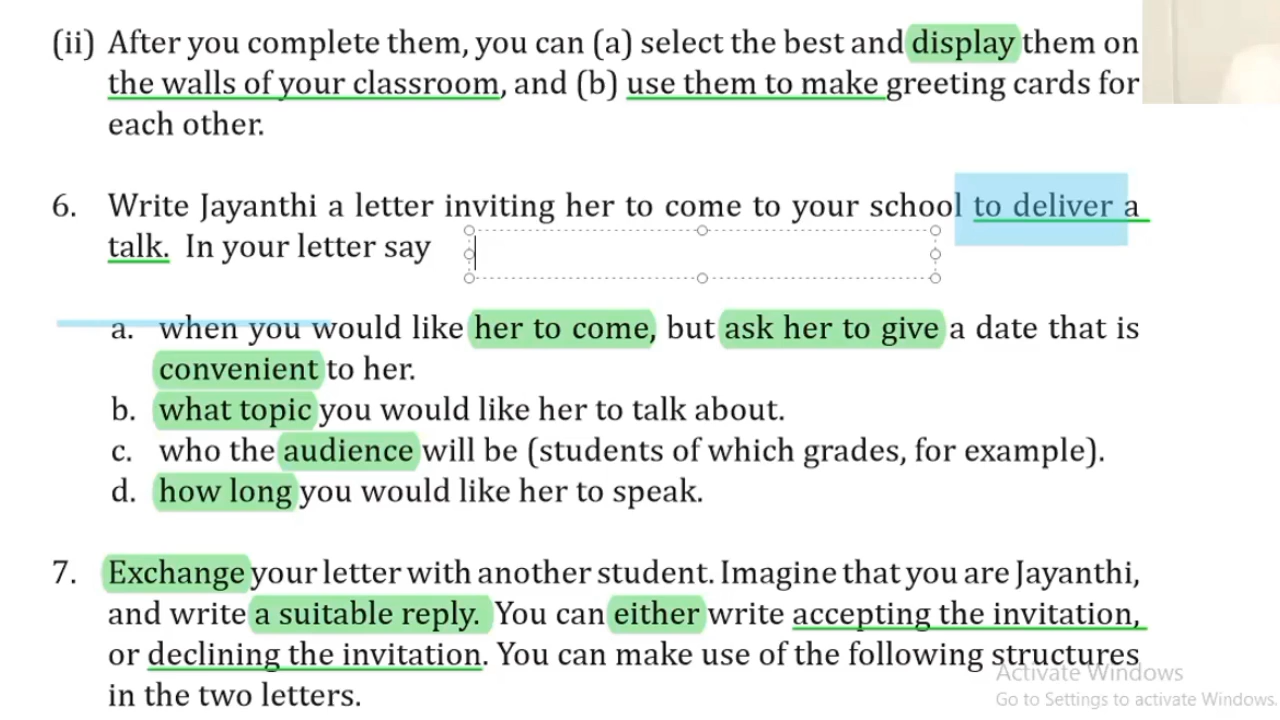 (ii) After you complete them, you can (a) select the best and display them on
the walls of your classroom, and (b) use them to make greeting cards for
each other.
6. Write Jayanthi a letter inviting her to come to your school to deliver a
talk. In your letter say
a. when you would like her to come, but ask her to give a date that is
convenient to her.
b. what topic you would like her to talk about.
c. who the audience will be (students of which grades, for example).
d. how long you would like her to speak.
7. Exchange your letter with another student. Imagine that you are Jayanthi,
and write a suitable reply. You can either write accepting the invitation,
or declining the invitation. You can make use of the following structures
in the two letters.
Activate Windows
Go to Settings to activate Windows.